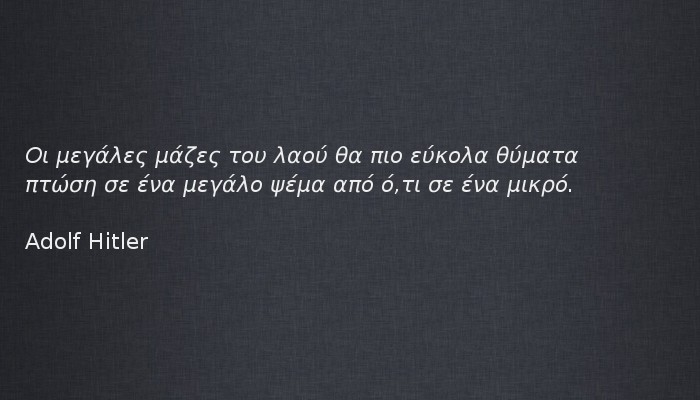 Οι μεγάλες μάζες του λαού θα πιο εύκολα θύματα
πτώση σε ένα μεγάλο ψέμα από ό,τι σε ένα μικρό.
Adolf Hitler